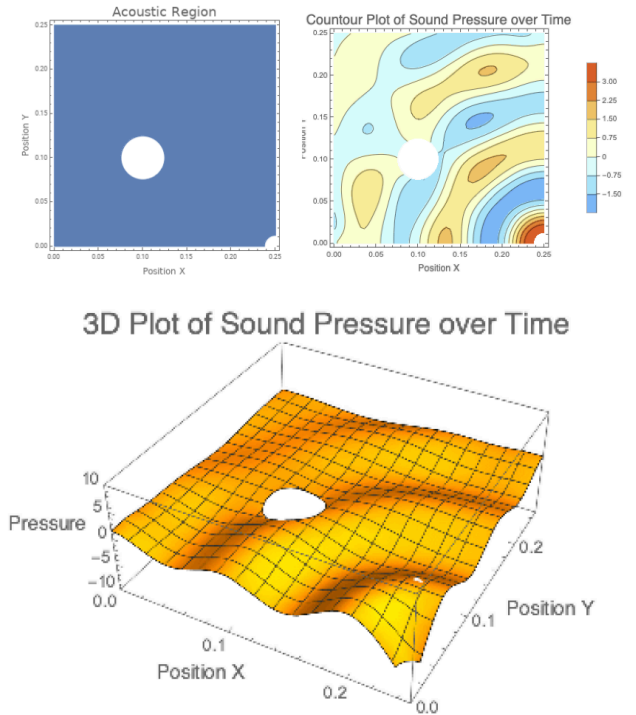 Acoustic Region
0.25
0.20
0.15
0.10
0.05
0.00
Position Y
0.00 0.05 0.10 0.15 0.20 0.25
Position X
Countour Plot of Sound Pressure over Time
0.25
0.20
0.15
0.10
0.05
0.00
0.00 0.05 0.10 0.15 0.20 0.25
Position X
3.00
2.25
1.50
0.75
0
-0.75
-1.50
3D Plot of Sound Pressure over Time
10
5
0
-5
-10
Pressure
0.0
0.1
0.2
Position X
0.0
0.1
0.2
Position Y